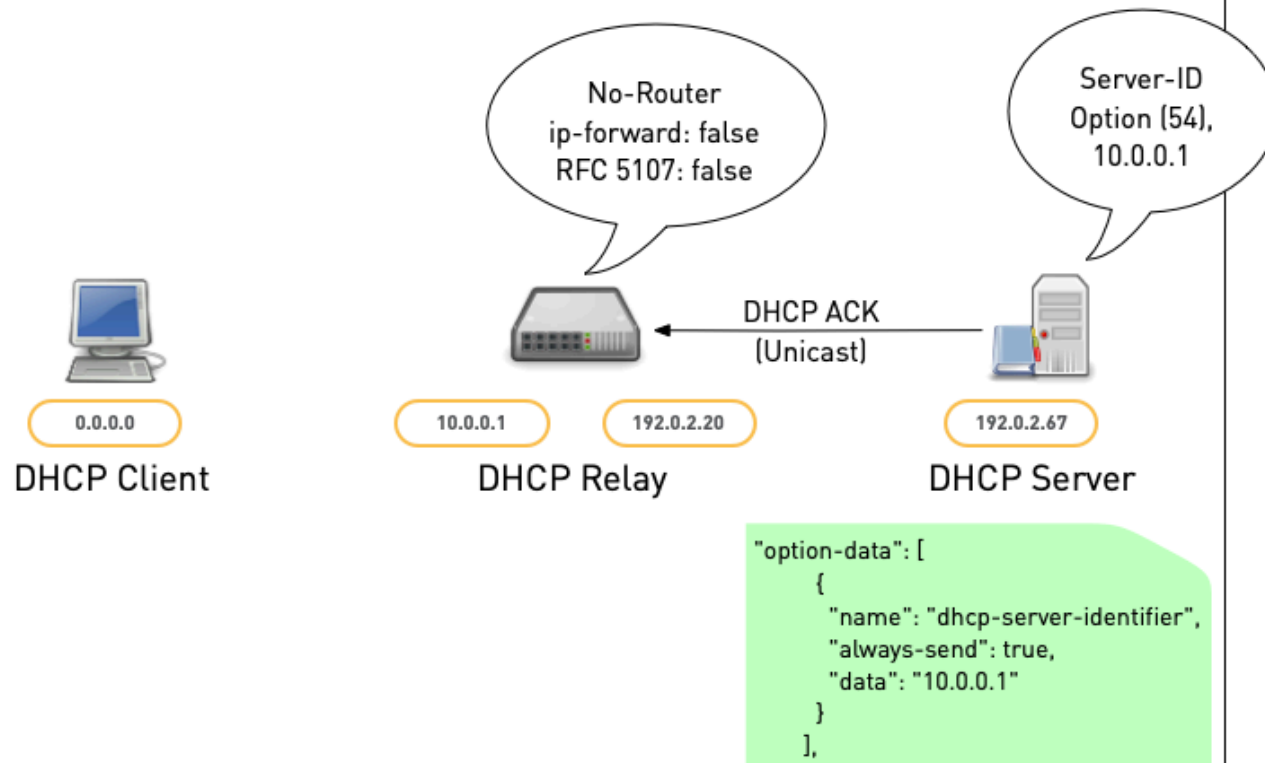 No-Router
ip-forward: false
RFC 5107: false
Server-ID
Option (54),
10.0.0.1
DHCP ACK
(Unicast)
0.0.0.0
10.0.0.1
192.0.2.20
192.0.2.67
DHCP Client
DHCP Relay
DHCP Server
"option-data": [
{
"name": "dhcp-server-identifier",
"always-send": true,
"data": "10.0.0.1"
}
],